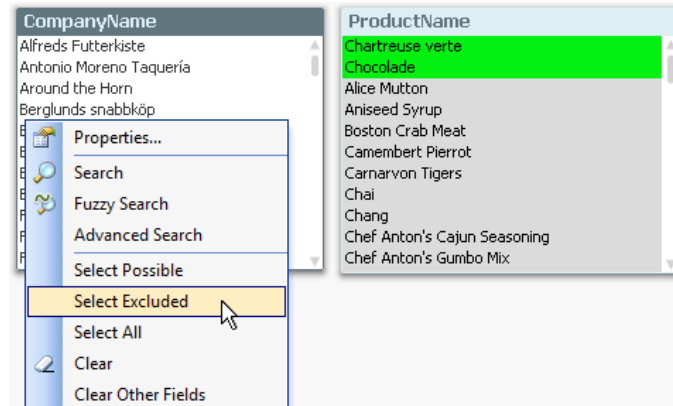 CompanyName
Alfreds Futterkiste
Antonio Moreno Taquería
Around the Horn
Berglunds snabbköp
Properties...
Search
Fuzzy Search
Advanced Search
Select Possible
Select Excluded
Select All
Clear
Clear Other Fields
ProductName
Chartreuse verte
Chocolade
Alice Mutton
Aniseed Syrup
Boston Crab Meat
Camembert Pierrot
Carnarvon Tigers
Chai
Chang
Chef Anton's Cajun Seasoning
Chef Anton's Gumbo Mix